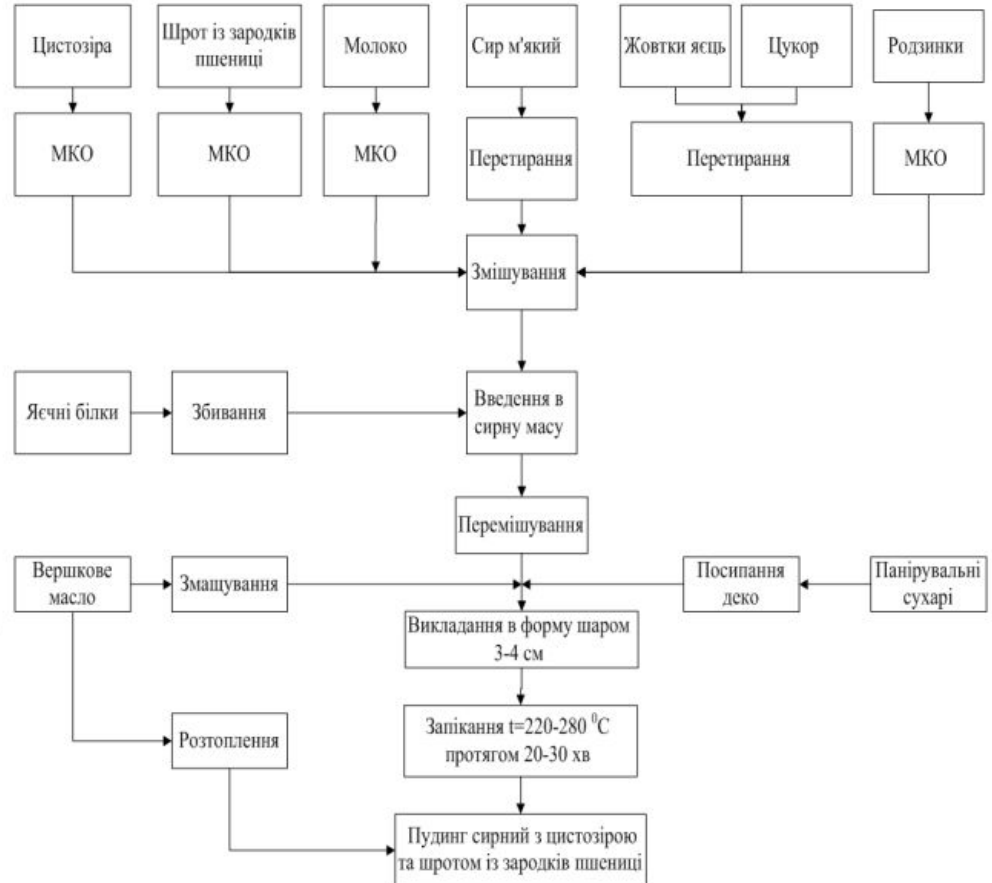 Цистозіра
Шрот із зародків
пшениці
Молоко
Сир м'який
Жовтки яєць
Цукор
Родзинки
МКО
МКО
МКО
Перетирання
Перетирання
МКО
Змішування
Яєчні білки
Збивання
Введення в
сирну масу
Перемішування
Вершкове
масло
Змащування
Посипання
деко
Панірувальні
сухарі
Викладання в форму шаром
3-4 см
Розтоплення
Запікання t=220-280 ⁰С
протягом 20-30 хв
Пудинг сирний з цистозірою
та шротом із зародків пшениці